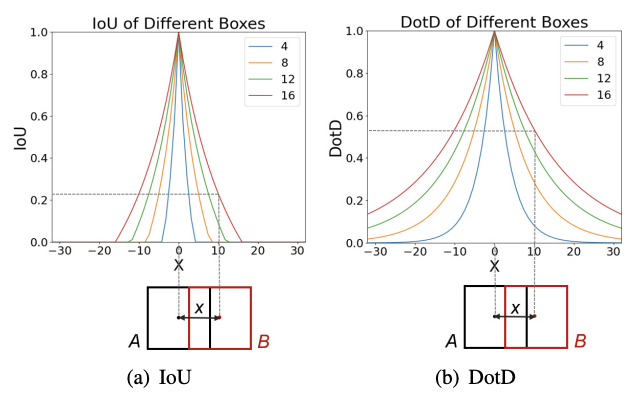 IoU of Different Boxes
1.0
0.8
0.6
0.4
0.2
0.0
IoU
4
8
12
16
−30 −20 −10 0 10 20 30
X
x
A
B
(a) IoU
DotD of Different Boxes
1.0
0.8
0.6
0.4
0.2
0.0
DotD
4
8
12
16
−30 −20 −10 0 10 20 30
X
x
A
B
(b) DotD